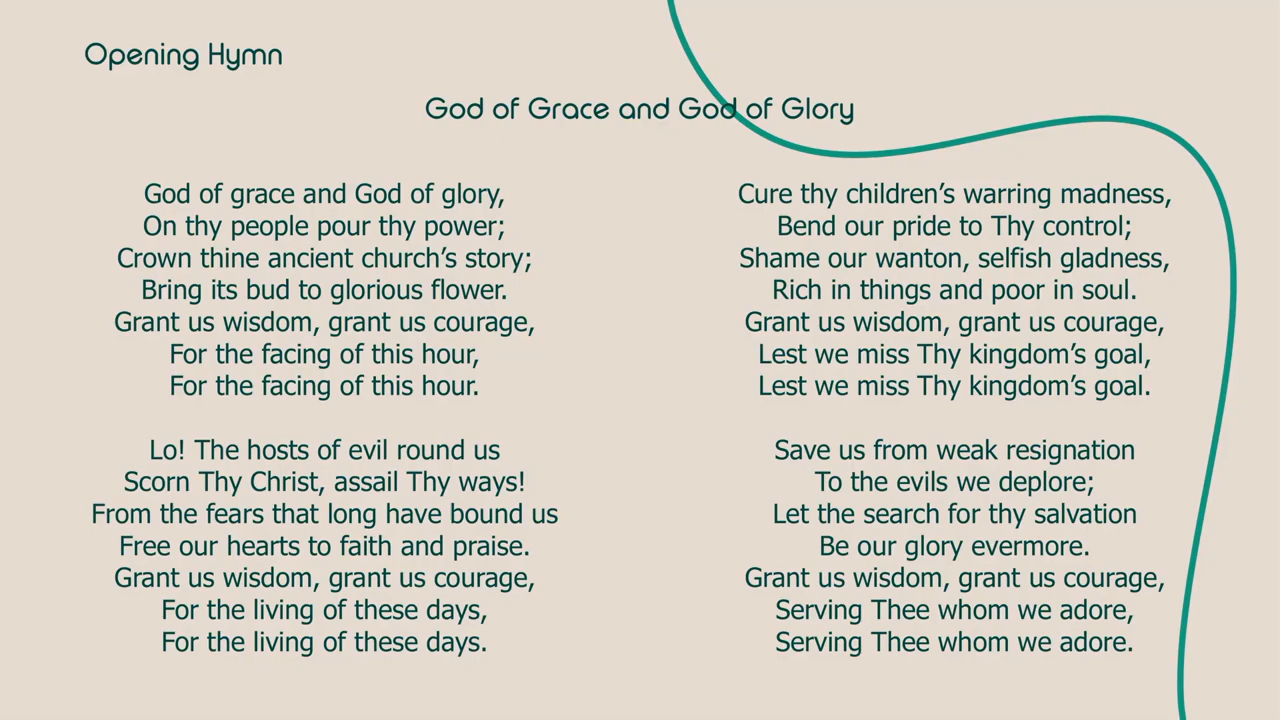 Opening Hymn
God of Grace and God of Glory
God of grace and God of glory,
On thy people pour thy power;
Crown thine ancient church's story;
Bring its bud to glorious flower.
Grant us wisdom, grant us courage,
For the facing of this hour,
For the facing of this hour.
Lo! The hosts of evil round us
Scorn Thy Christ, assail Thy ways!
From the fears that long have bound us
Free our hearts to faith and praise.
Grant us wisdom, grant us courage,
For the living of these days,
For the living of these days.
Cure thy children's warring madness,
Bend our pride to Thy control;
Shame our wanton, selfish gladness,
Rich in things and poor in soul.
Grant us wisdom, grant us courage,
Lest we miss Thy kingdom's goal,
Lest we miss Thy kingdom's goal.
Save us from weak resignation
To the evils we deplore;
Let the search for thy salvation
Be our glory evermore.
Grant us wisdom, grant us courage,
Serving Thee whom we adore,
Serving Thee whom we adore.